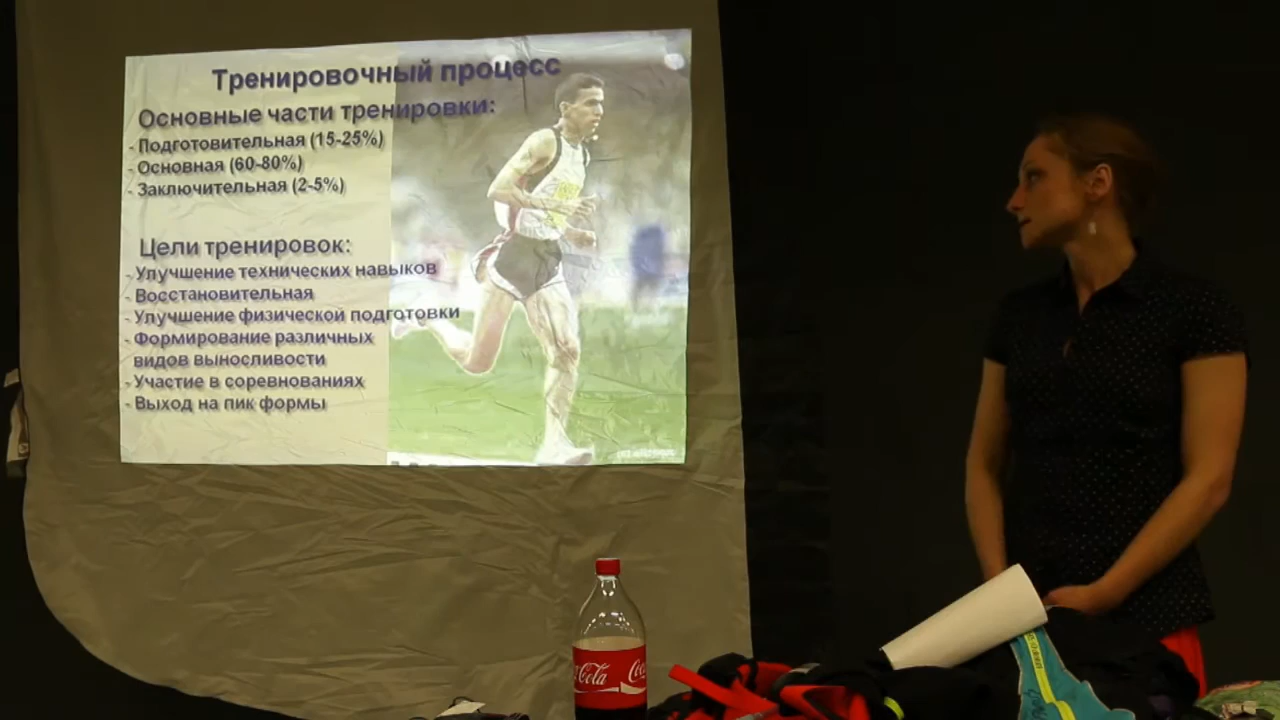 Тренировочный процесс
Основные части тренировки:
- Подготовительная (15-25%)
- Основная (60-80%)
- Заключительная (2-5%)
Цели тренировок:
- Улучшение технических навыков
- Восстановительная
- Улучшение физической подготовки
- Формирование различных
видов выносливости
- Участие в соревнованиях
- Выход на пик формы
Cola